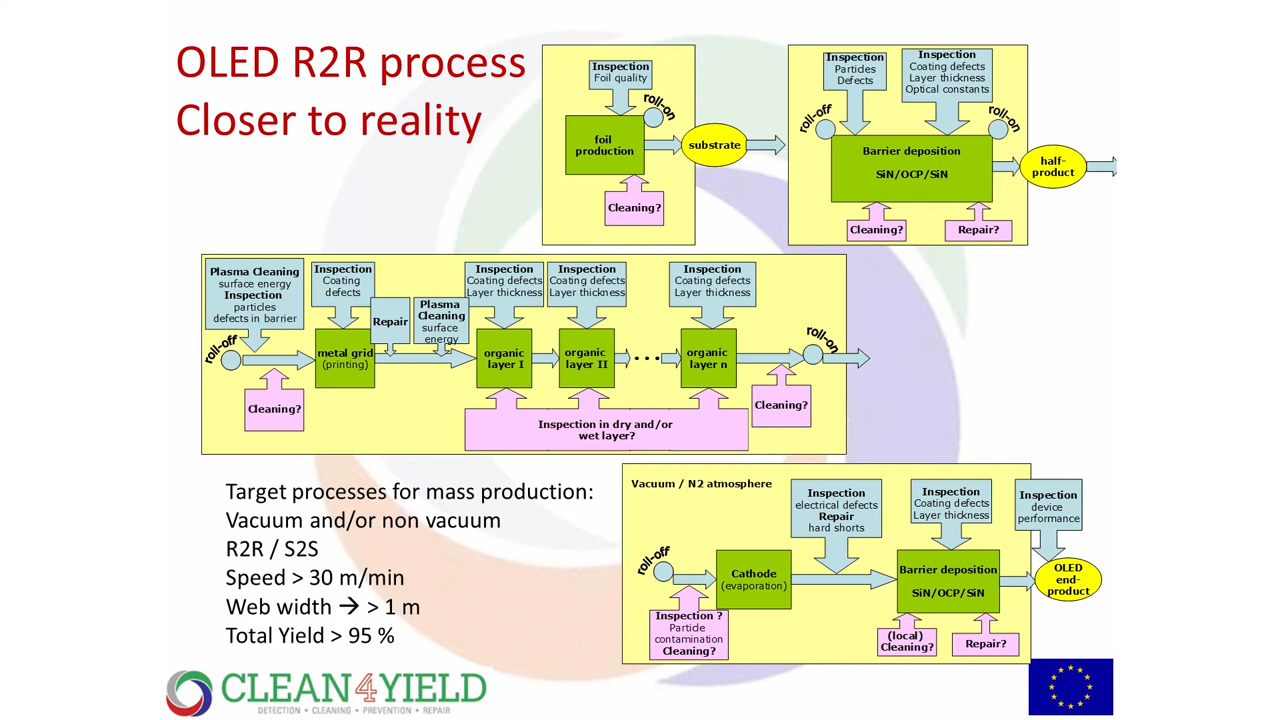 OLED R2R process
Closer to reality
Inspection
Foil quality
roll-on
foil
production
substrate
Cleaning?
Inspection
Particles
Defects
Inspection
Coating defects
Layer thickness
Optical constants
roll-off
roll-on
Barrier deposition
SiN/OCP/SiN
half-
product
Cleaning?
Repair?
Plasma Cleaning
surface energy
Inspection
particles
defects in barrier
Inspection
Coating
defects
Repair
Plasma
Cleaning
surface
energy
Inspection
Coating defects
Layer thickness
Inspection
Coating defects
Layer thickness
Inspection
Coating defects
Layer thickness
roll-off
metal grid
(printing)
organic
layer I
organic
layer II
...
organic
layer n
roll-on
Cleaning?
Inspection in dry and/or
wet layer?
Cleaning?
Target processes for mass production:
Vacuum and/or non vacuum
R2R / S2S
Speed > 30 m/min
Web width → > 1 m
Total Yield > 95 %
Vacuum / N2 atmosphere
Inspection
electrical defects
Repair
hard shorts
Inspection
Coating defects
Layer thickness
Inspection
device
performance
roll-off
Cathode
(evaporation)
Barrier deposition
SiN/OCP/SiN
OLED
end-
product
Inspection ?
Particle
contamination
Cleaning?
(local)
Cleaning?
Repair?
CLEAN4YIELD
DETECTION • CLEANING • PREVENTION • REPAIR